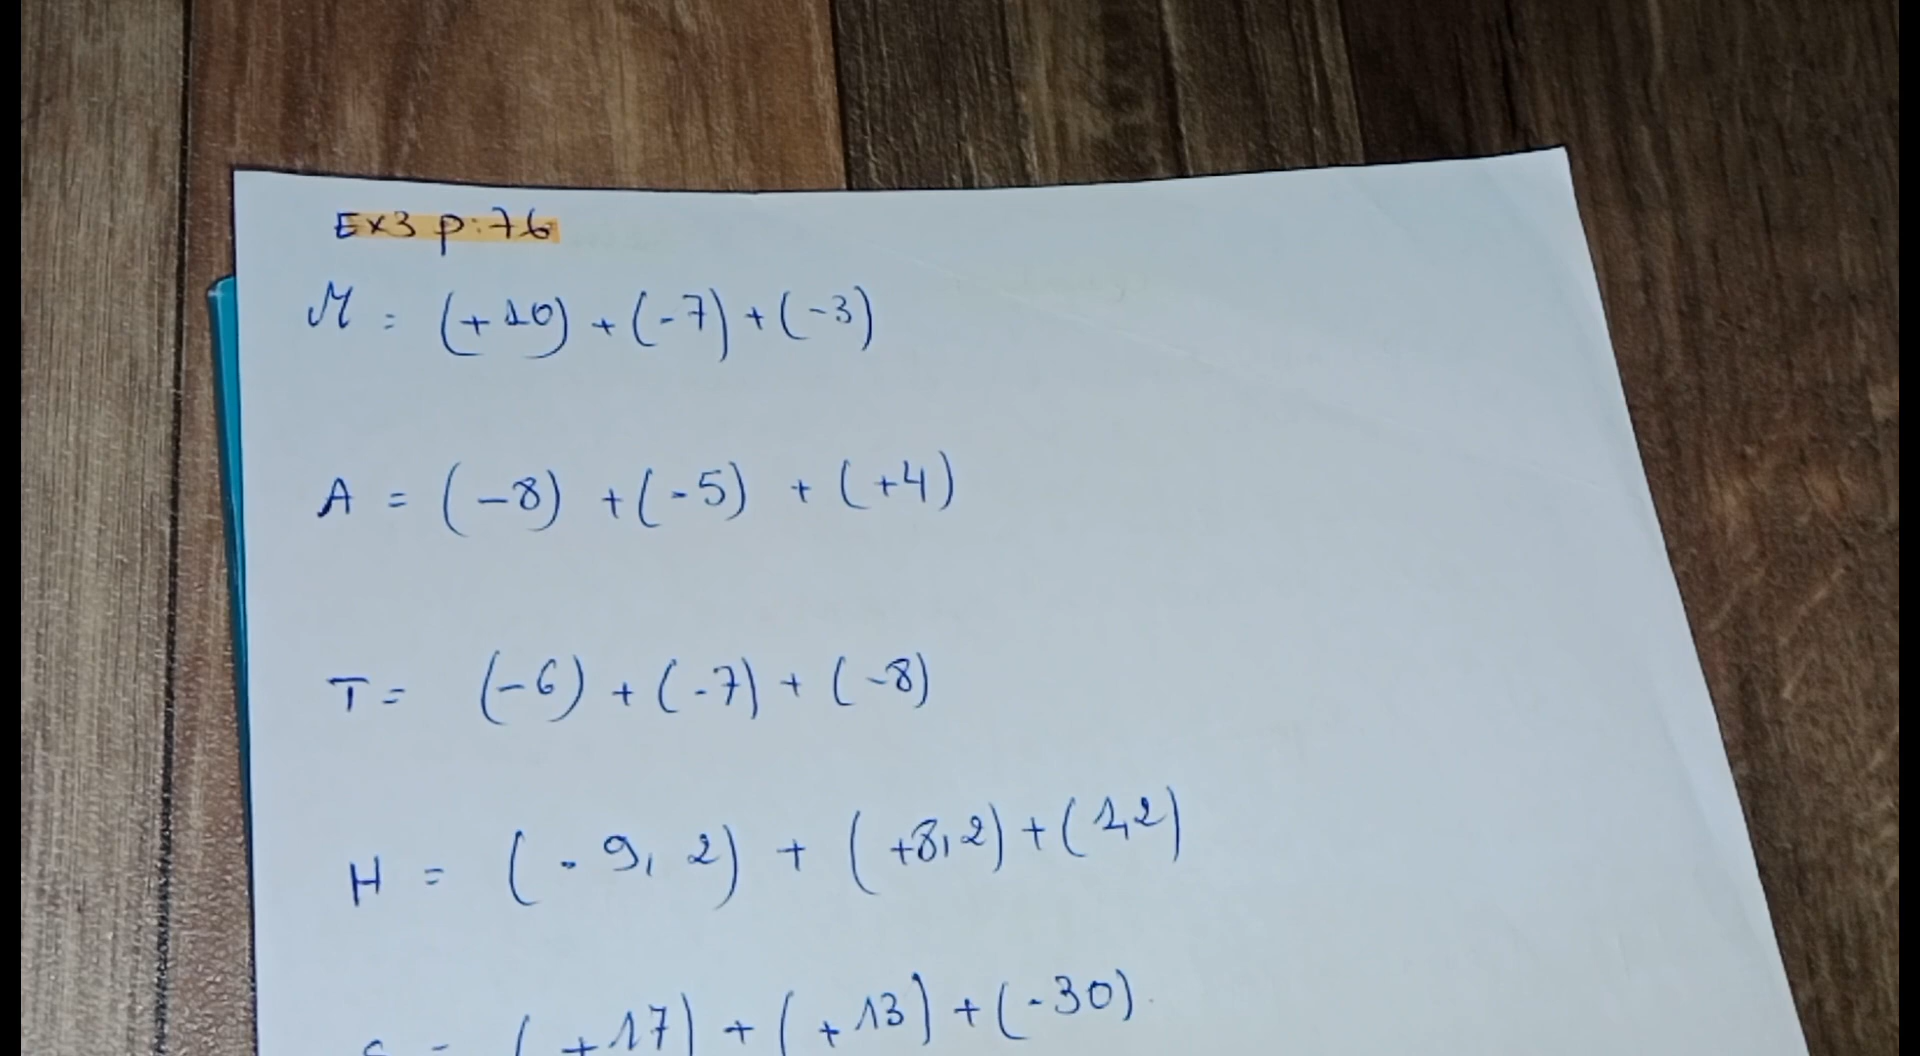 Ex3 p:76
M = (+10) + (-7) + (-3)
A = (-8) + (-5) + (+4)
T = (-6) + (-7) + (-8)
H = (-9,2) + (+8,2) + (1,2)
= (+17) + (+13) + (-30)